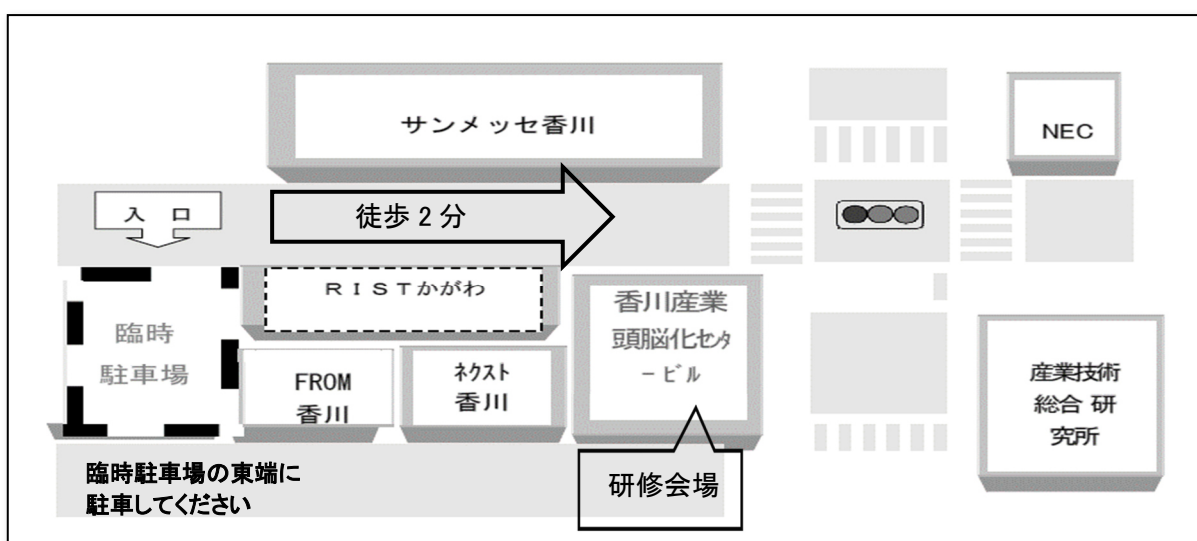 サンメッセ香川
NEC
入 口
徒歩 2 分
RISTかがわ
臨時
駐車場
香川産業
頭脳化センタ
ービル
FROM
香川
ネクスト
香川
産業技術
総合 研
究所
臨時駐車場の東端に
駐車してください
研修会場